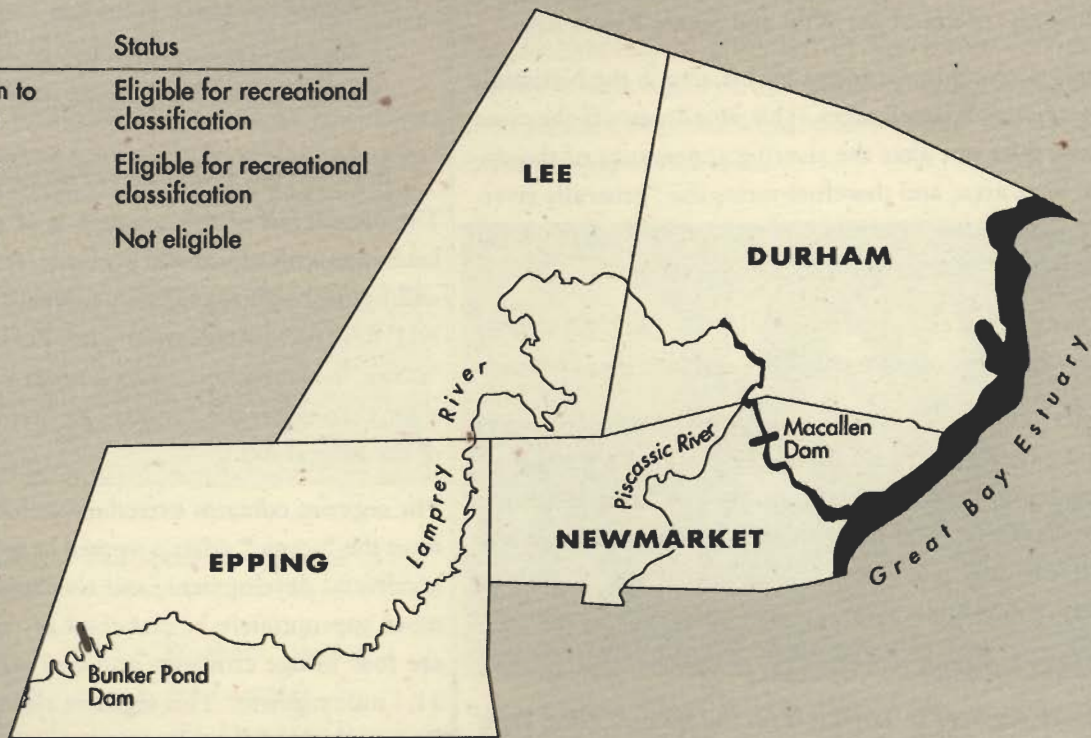 Status
n to Eligible for recreational
classification
Eligible for recreational
classification
Not eligible
LEE
DURHAM
Lamprey River
Piscassic River
Macallen
Dam
NEWMARKET
Great Bay Estuary
EPPING
Bunker Pond
Dam